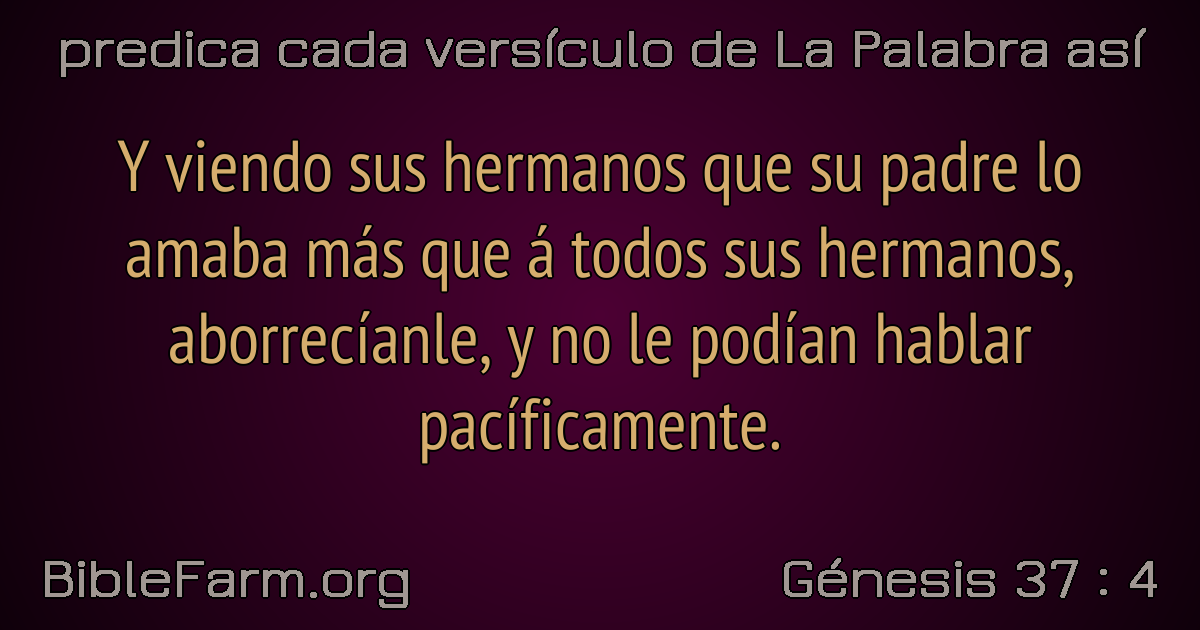 predica cada versículo de La Palabra así
Y viendo sus hermanos que su padre lo
amaba más que á todos sus hermanos,
aborrecíanle, y no le podían hablar
pacíficamente.
BibleFarm.org
Génesis 37 : 4